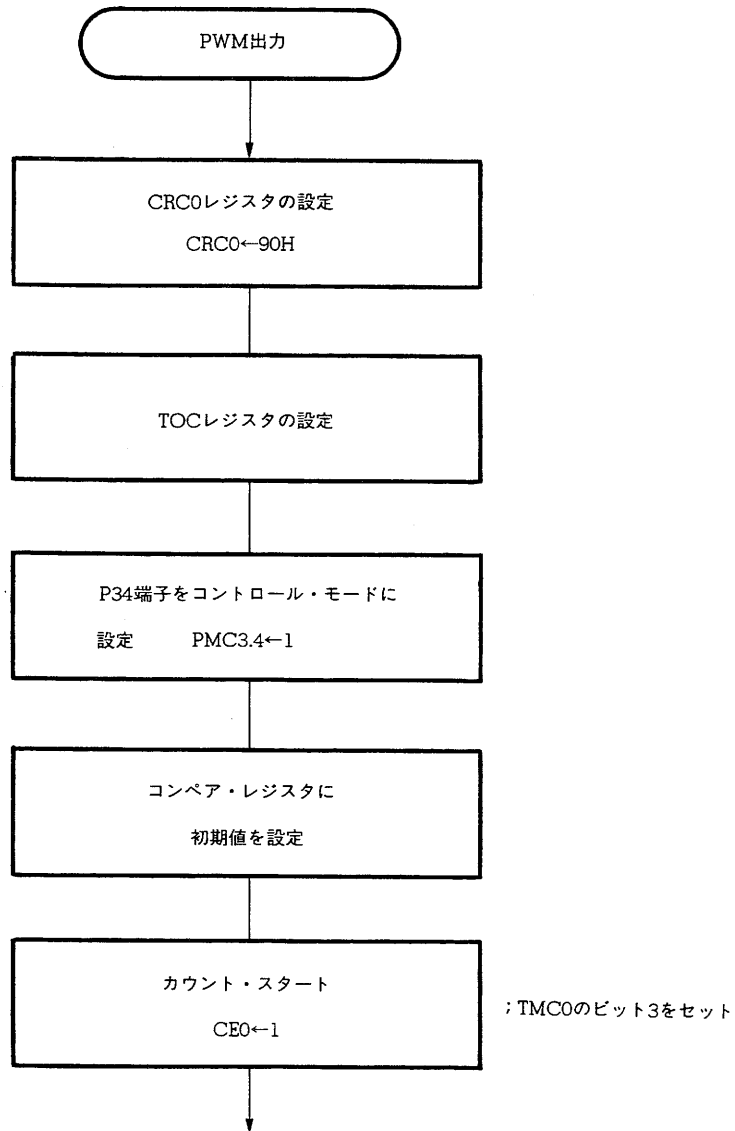 PWM出力
CRC0レジスタの設定
CRC0←90H
TOCレジスタの設定
P34端子をコントロール・モードに
設定 PMC3.4←1
コンペア・レジスタに
初期値を設定
カウント・スタート
CE0←1
;TMC0のビット3をセット